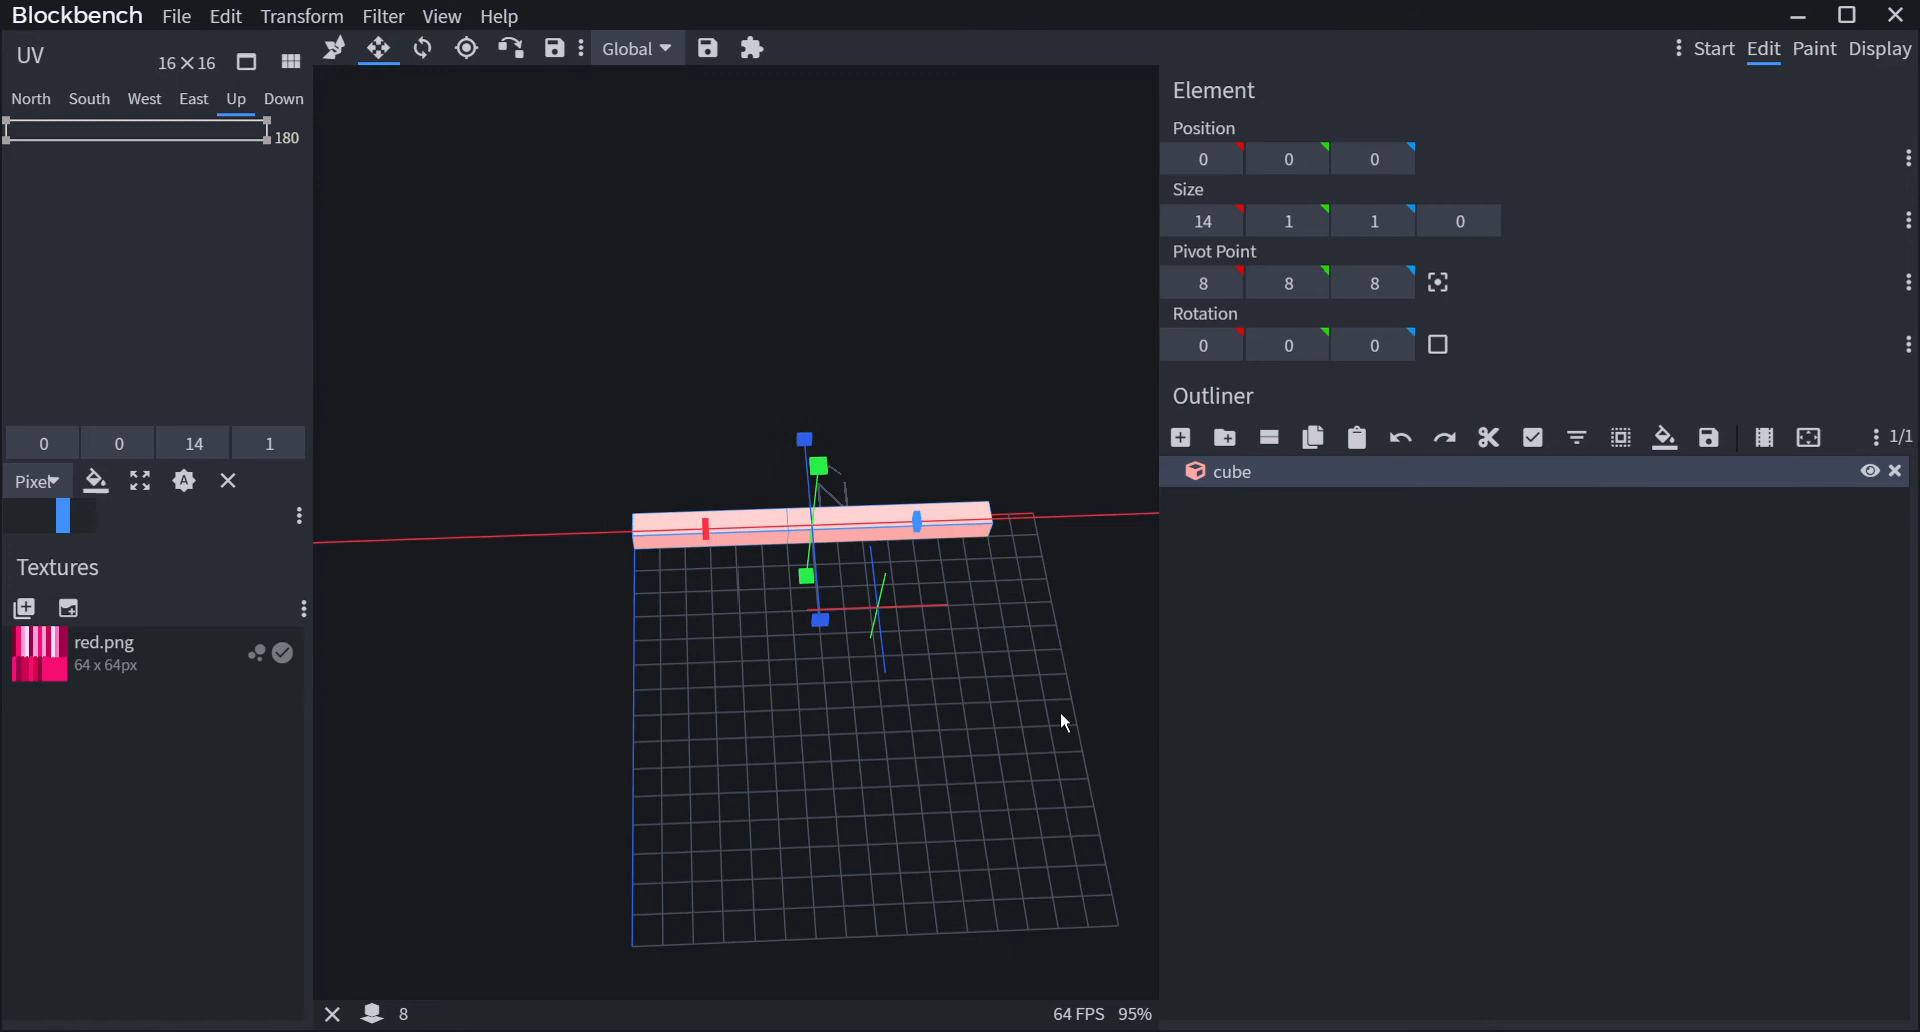 Blockbench File Edit Transform Filter View Help
UV 16×16
Global
Start Edit Paint Display
North South West East Up Down
180
0 0 14 1
Pixel
Textures
red.png
64 x 64px
Element
Position
0 0 0
Size
14 1 1 0
Pivot Point
8 8 8
Rotation
0 0 0
Outliner
1/1
cube
8 64 FPS 95%